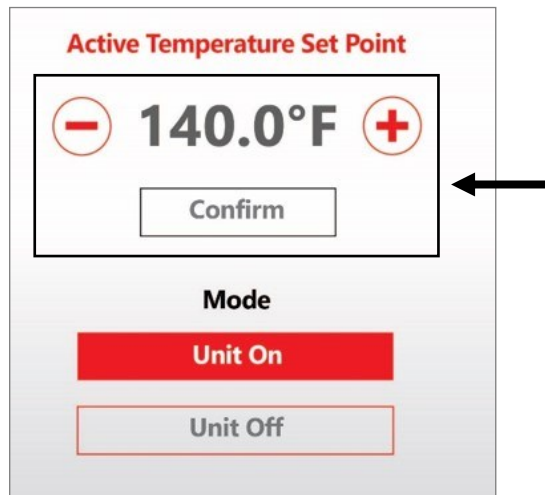 Active Temperature Set Point
140.0°F
Confirm
Mode
Unit On
Unit Off